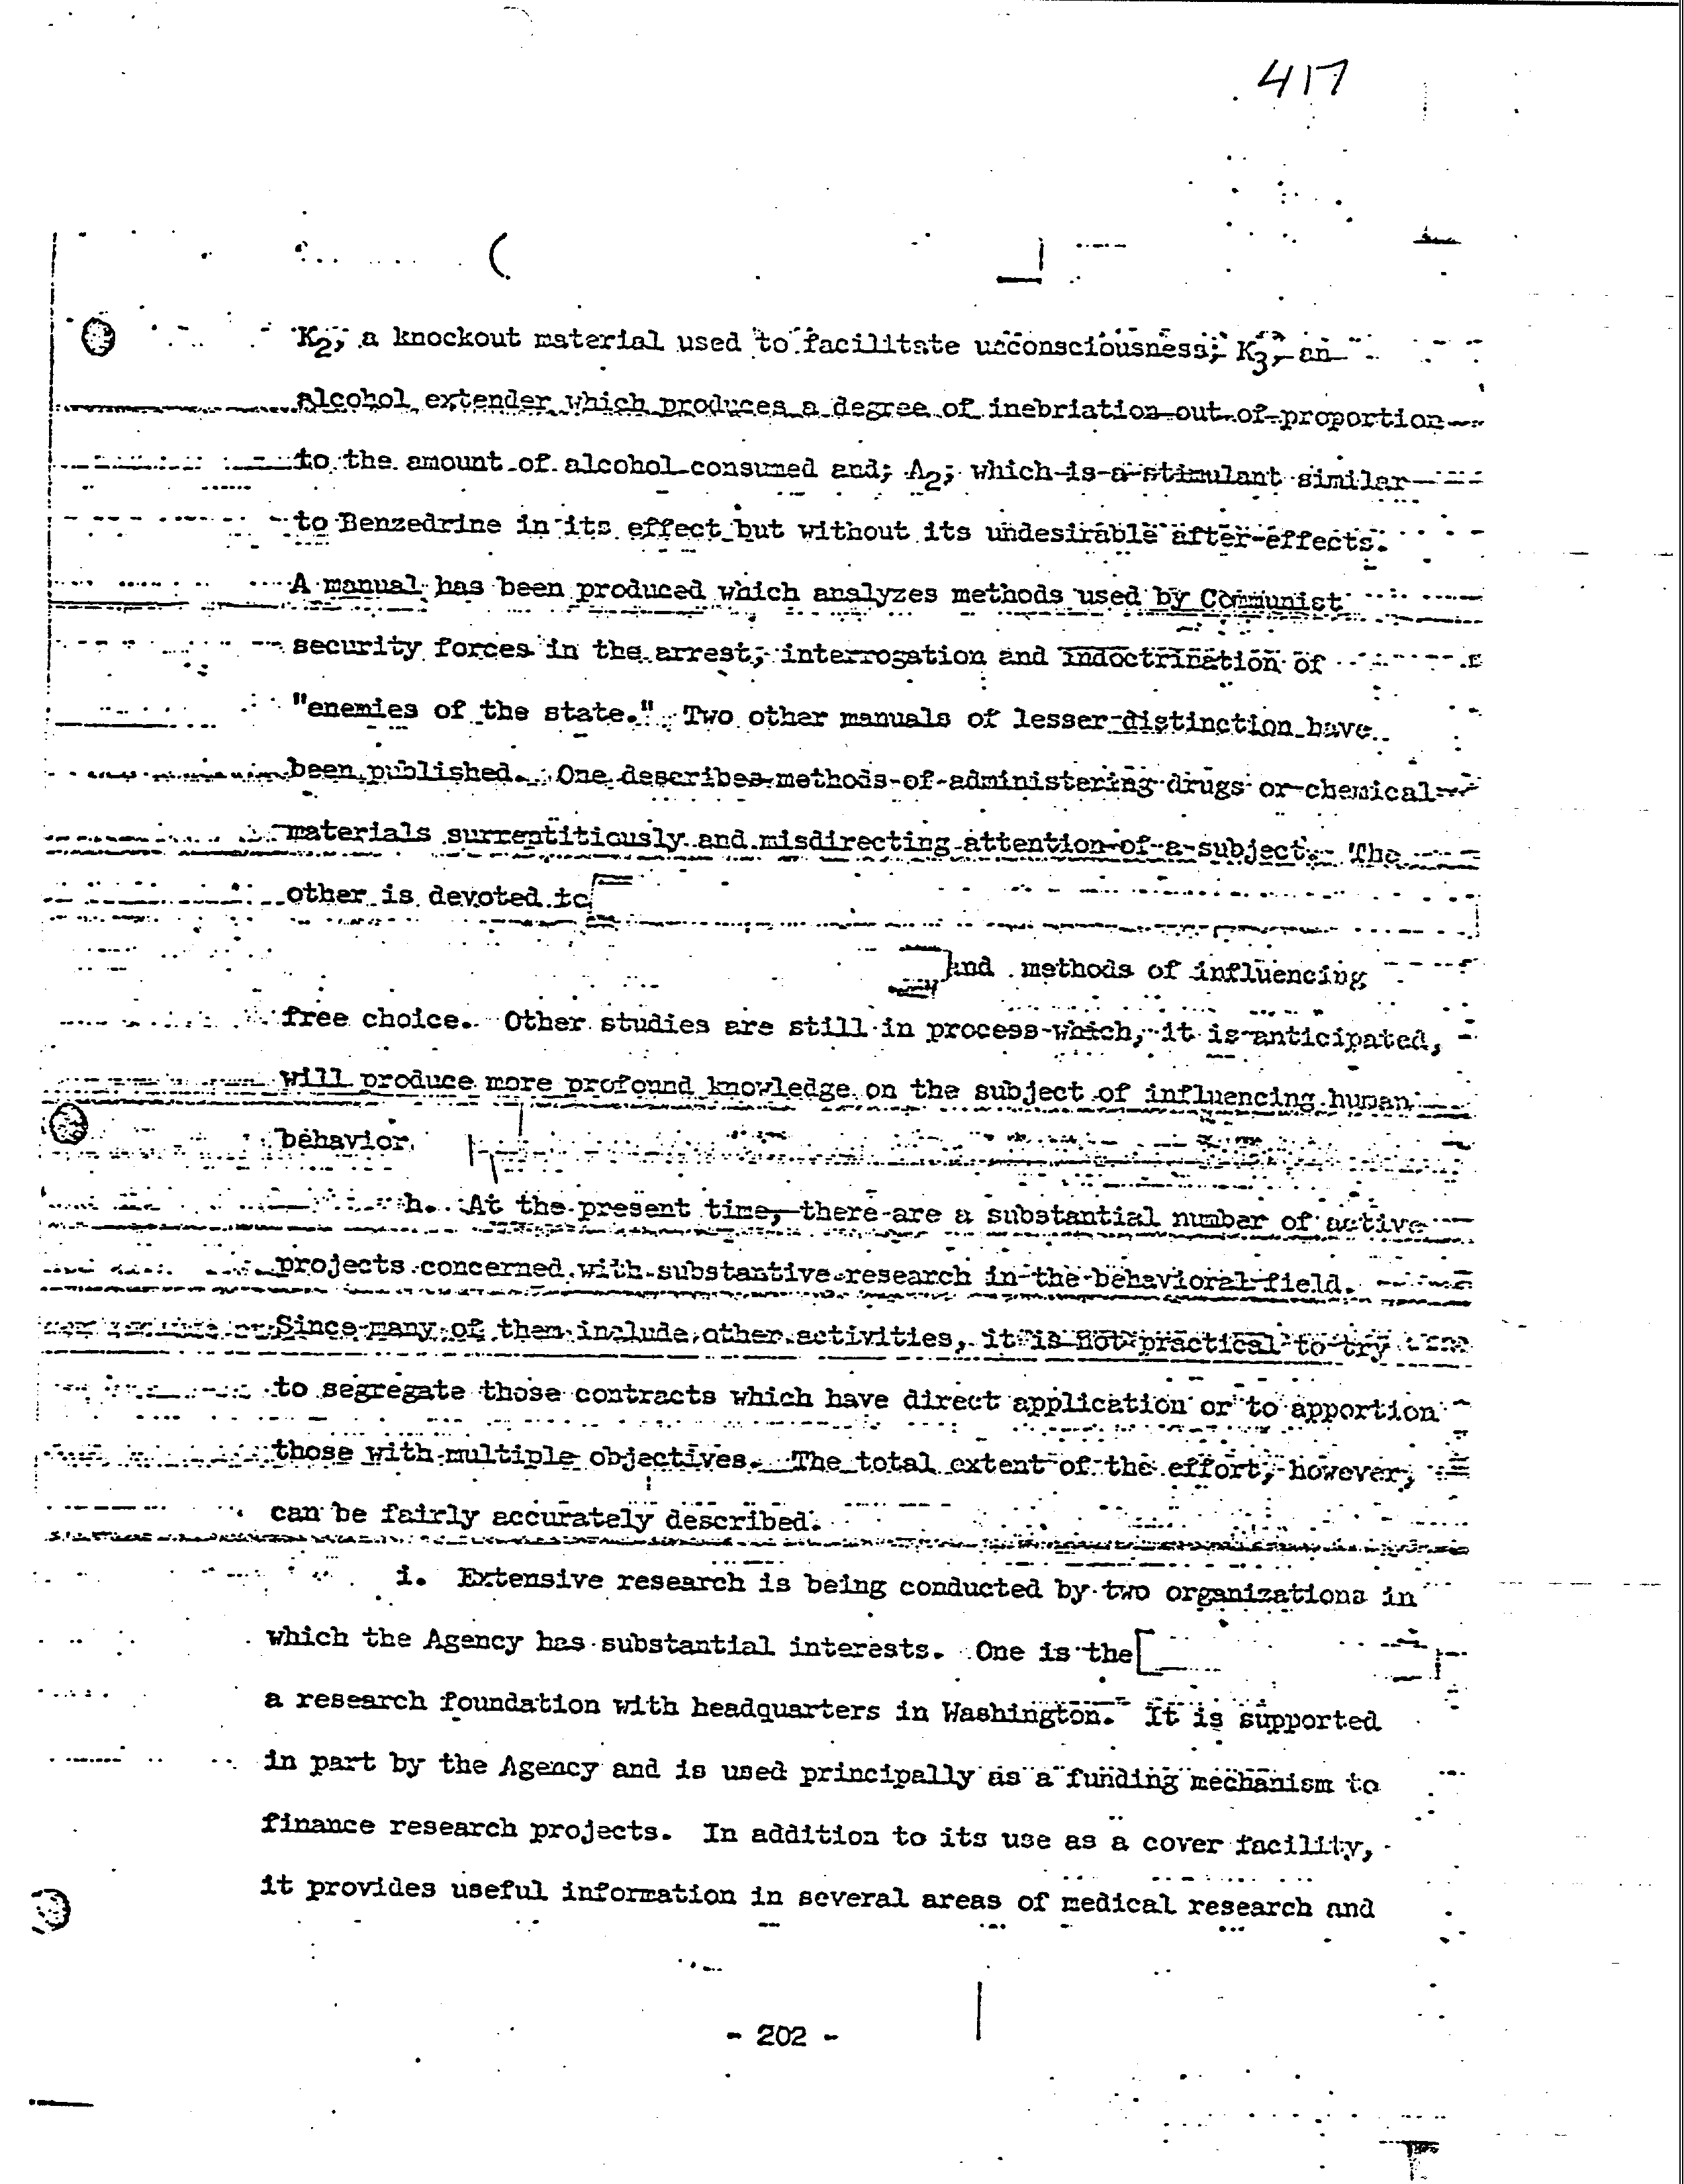 417
K2, a knockout material used to facilitate unconsciousness; K3, an
alcohol extender which produces a degree of inebriation out of proportion
to the amount of alcohol consumed and; A2; which is a stimulant similar
to Benzedrine in its effect but without its undesirable after-effects.
A manual has been produced which analyzes methods used by Communist
security forces in the arrest, interrogation and indoctrination of
"enemies of the state." Two other manuals of lesser distinction have
been published. One describes methods of administering drugs or chemical
materials surrentitiously and misdirecting attention of a subject. The
other is devoted to
and methods of influencing
free choice. Other studies are still in process which, it is anticipated,
will produce more profound knowledge on the subject of influencing human
behavior.
h. At the present time, there are a substantial number of active
projects concerned with substantive research in the behavioral field.
Since many of them include other activities, it is not practical to try
to segregate those contracts which have direct application or to apportion
those with multiple objectives. The total extent of the effort, however,
can be fairly accurately described.
i. Extensive research is being conducted by two organizations in
which the Agency has substantial interests. One is the
a research foundation with headquarters in Washington. It is supported
in part by the Agency and is used principally as a funding mechanism to
finance research projects. In addition to its use as a cover facility,
it provides useful information in several areas of medical research and
- 202 -